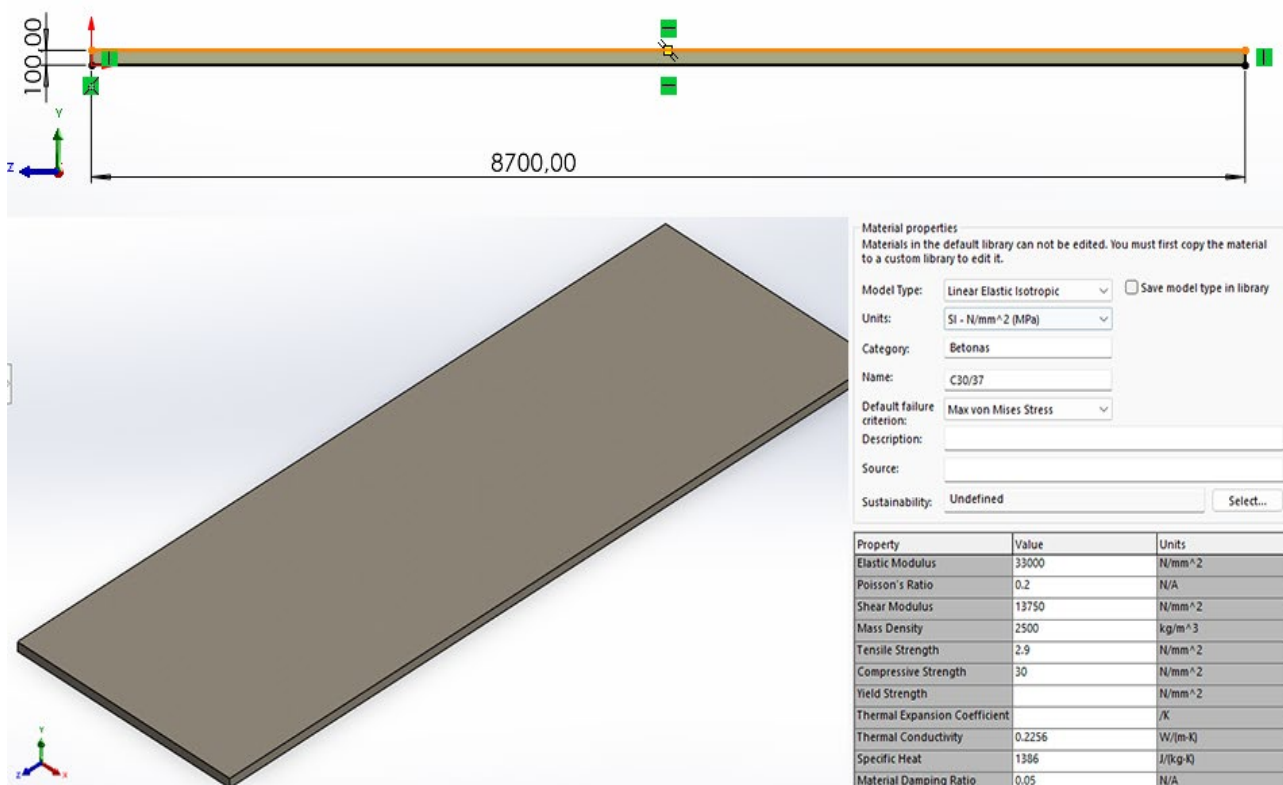 100,00
Y
Z
8700,00
Material properties
Materials in the default library can not be edited. You must first copy the material
to a custom library to edit it.
Model Type: Linear Elastic Isotropic Save model type in library
Units: SI - N/mm^2 (MPa)
Category: Betonas
Name: C30/37
Default failure
criterion: Max von Mises Stress
Description:
Source:
Sustainability: Undefined Select...
Property Value Units
Elastic Modulus 33000 N/mm^2
Poisson's Ratio 0.2 N/A
Shear Modulus 13750 N/mm^2
Mass Density 2500 kg/m^3
Tensile Strength 2.9 N/mm^2
Compressive Strength 30 N/mm^2
Yield Strength N/mm^2
Thermal Expansion Coefficient /K
Thermal Conductivity 0.2256 W/(m·K)
Specific Heat 1386 J/(kg·K)
Material Damping Ratio 0.05 N/A
Y
Z
X